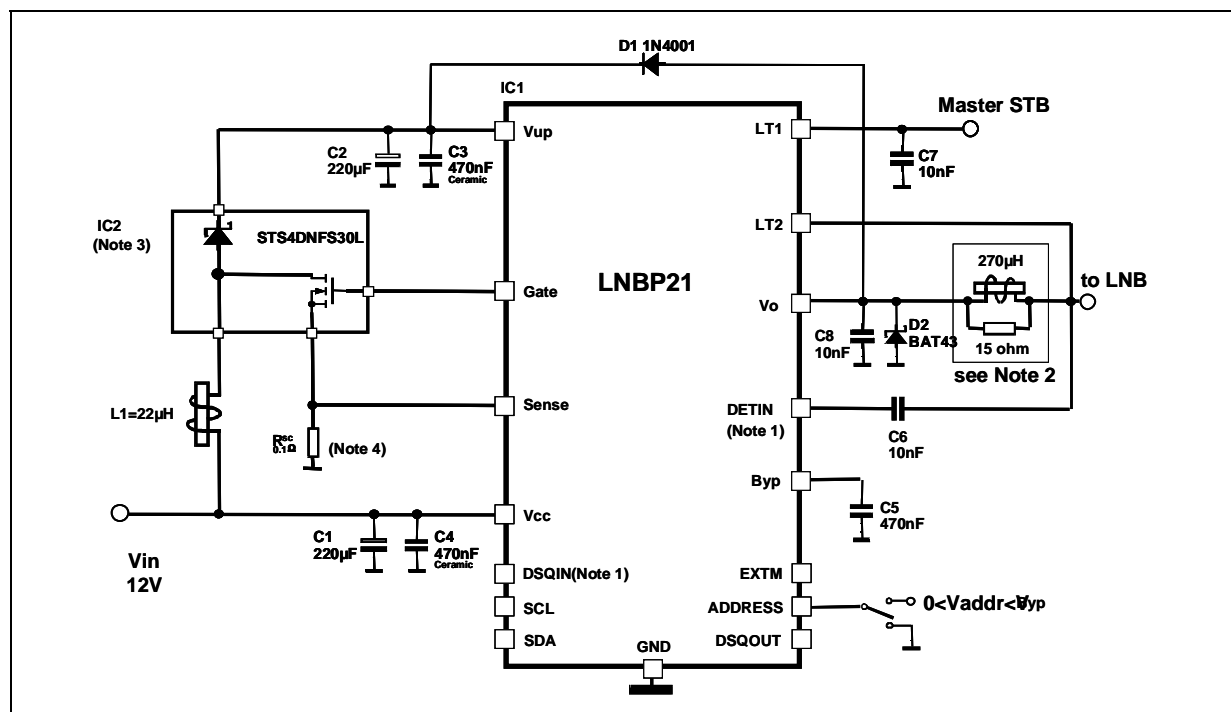 D1 1N4001
IC1
Master STB
Vup
LT1
C2
220µF
C3
470nF
Ceramic
C7
10nF
IC2
(Note 3)
STS4DNFS30L
LT2
LNBP21
270µH
to LNB
Gate
Vo
C8
10nF
D2
BAT43
15 ohm
see Note 2
L1=22µH
Sense
DETIN
(Note 1)
C6
10nF
Rsc
0.1Ω
(Note 4)
Byp
C5
470nF
Vcc
Vin
12V
C1
220µF
C4
470nF
Ceramic
DSQIN(Note 1)
EXTM
SCL
ADDRESS
0<Vaddr<VByp
SDA
DSQOUT
GND